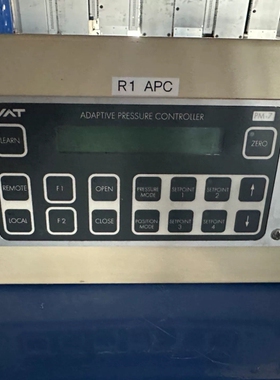 R1 APC
VAT
ADAPTIVE PRESSURE CONTROLLER
PM-7
LEARN
ZERO
REMOTE
F1
OPEN
PRESSURE MODE
SETPOINT 1
SETPOINT 2
LOCAL
F2
CLOSE
POSITION MODE
SETPOINT 3
SETPOINT 4